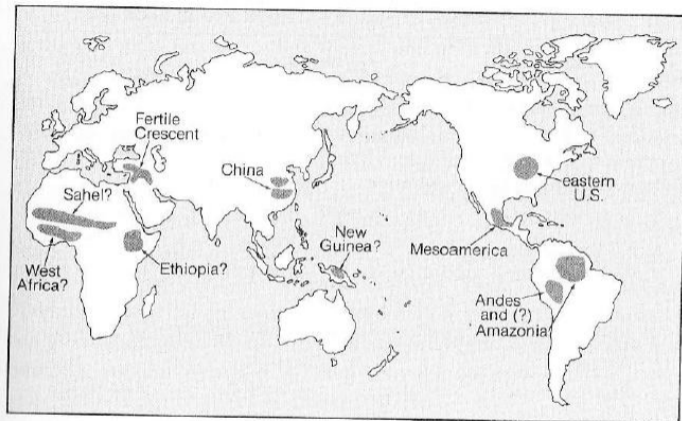 Fertile
Crescent
China
Sahel?
eastern
U.S.
New
Guinea?
Mesoamerica
West
Africa?
Ethiopia?
Andes
and (?)
Amazonia